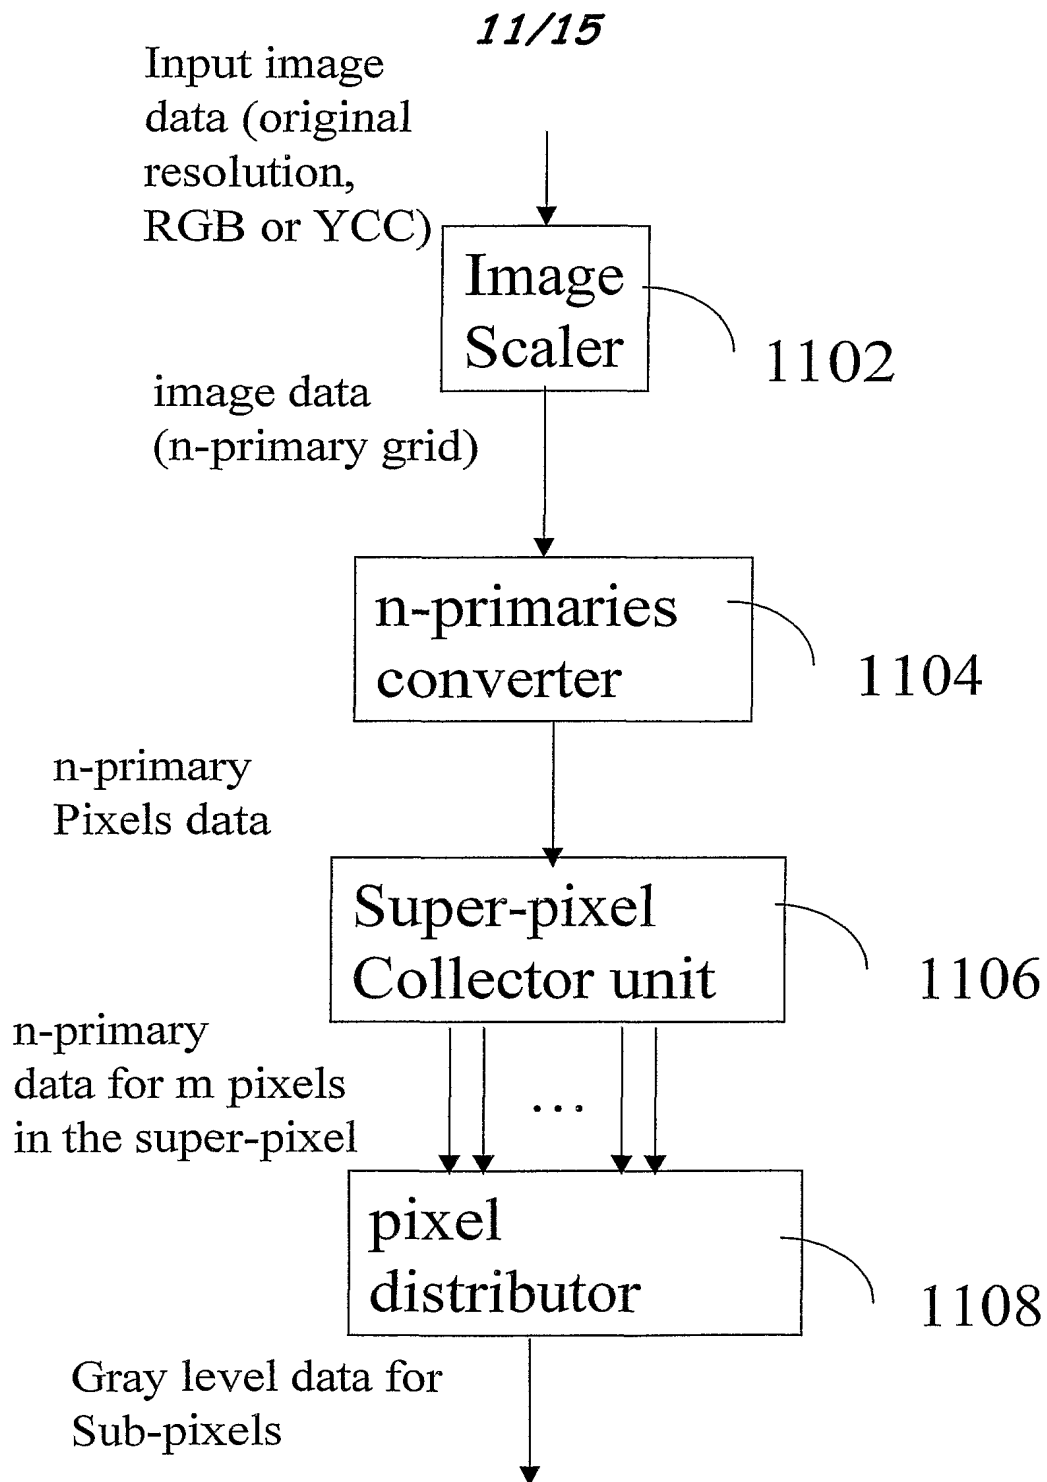 11/15
Input image
data (original
resolution,
RGB or YCC)
Image
Scaler
1102
image data
(n-primary grid)
n-primaries
converter
1104
n-primary
Pixels data
Super-pixel
Collector unit
1106
n-primary
data for m pixels
in the super-pixel
...
pixel
distributor
1108
Gray level data for
Sub-pixels